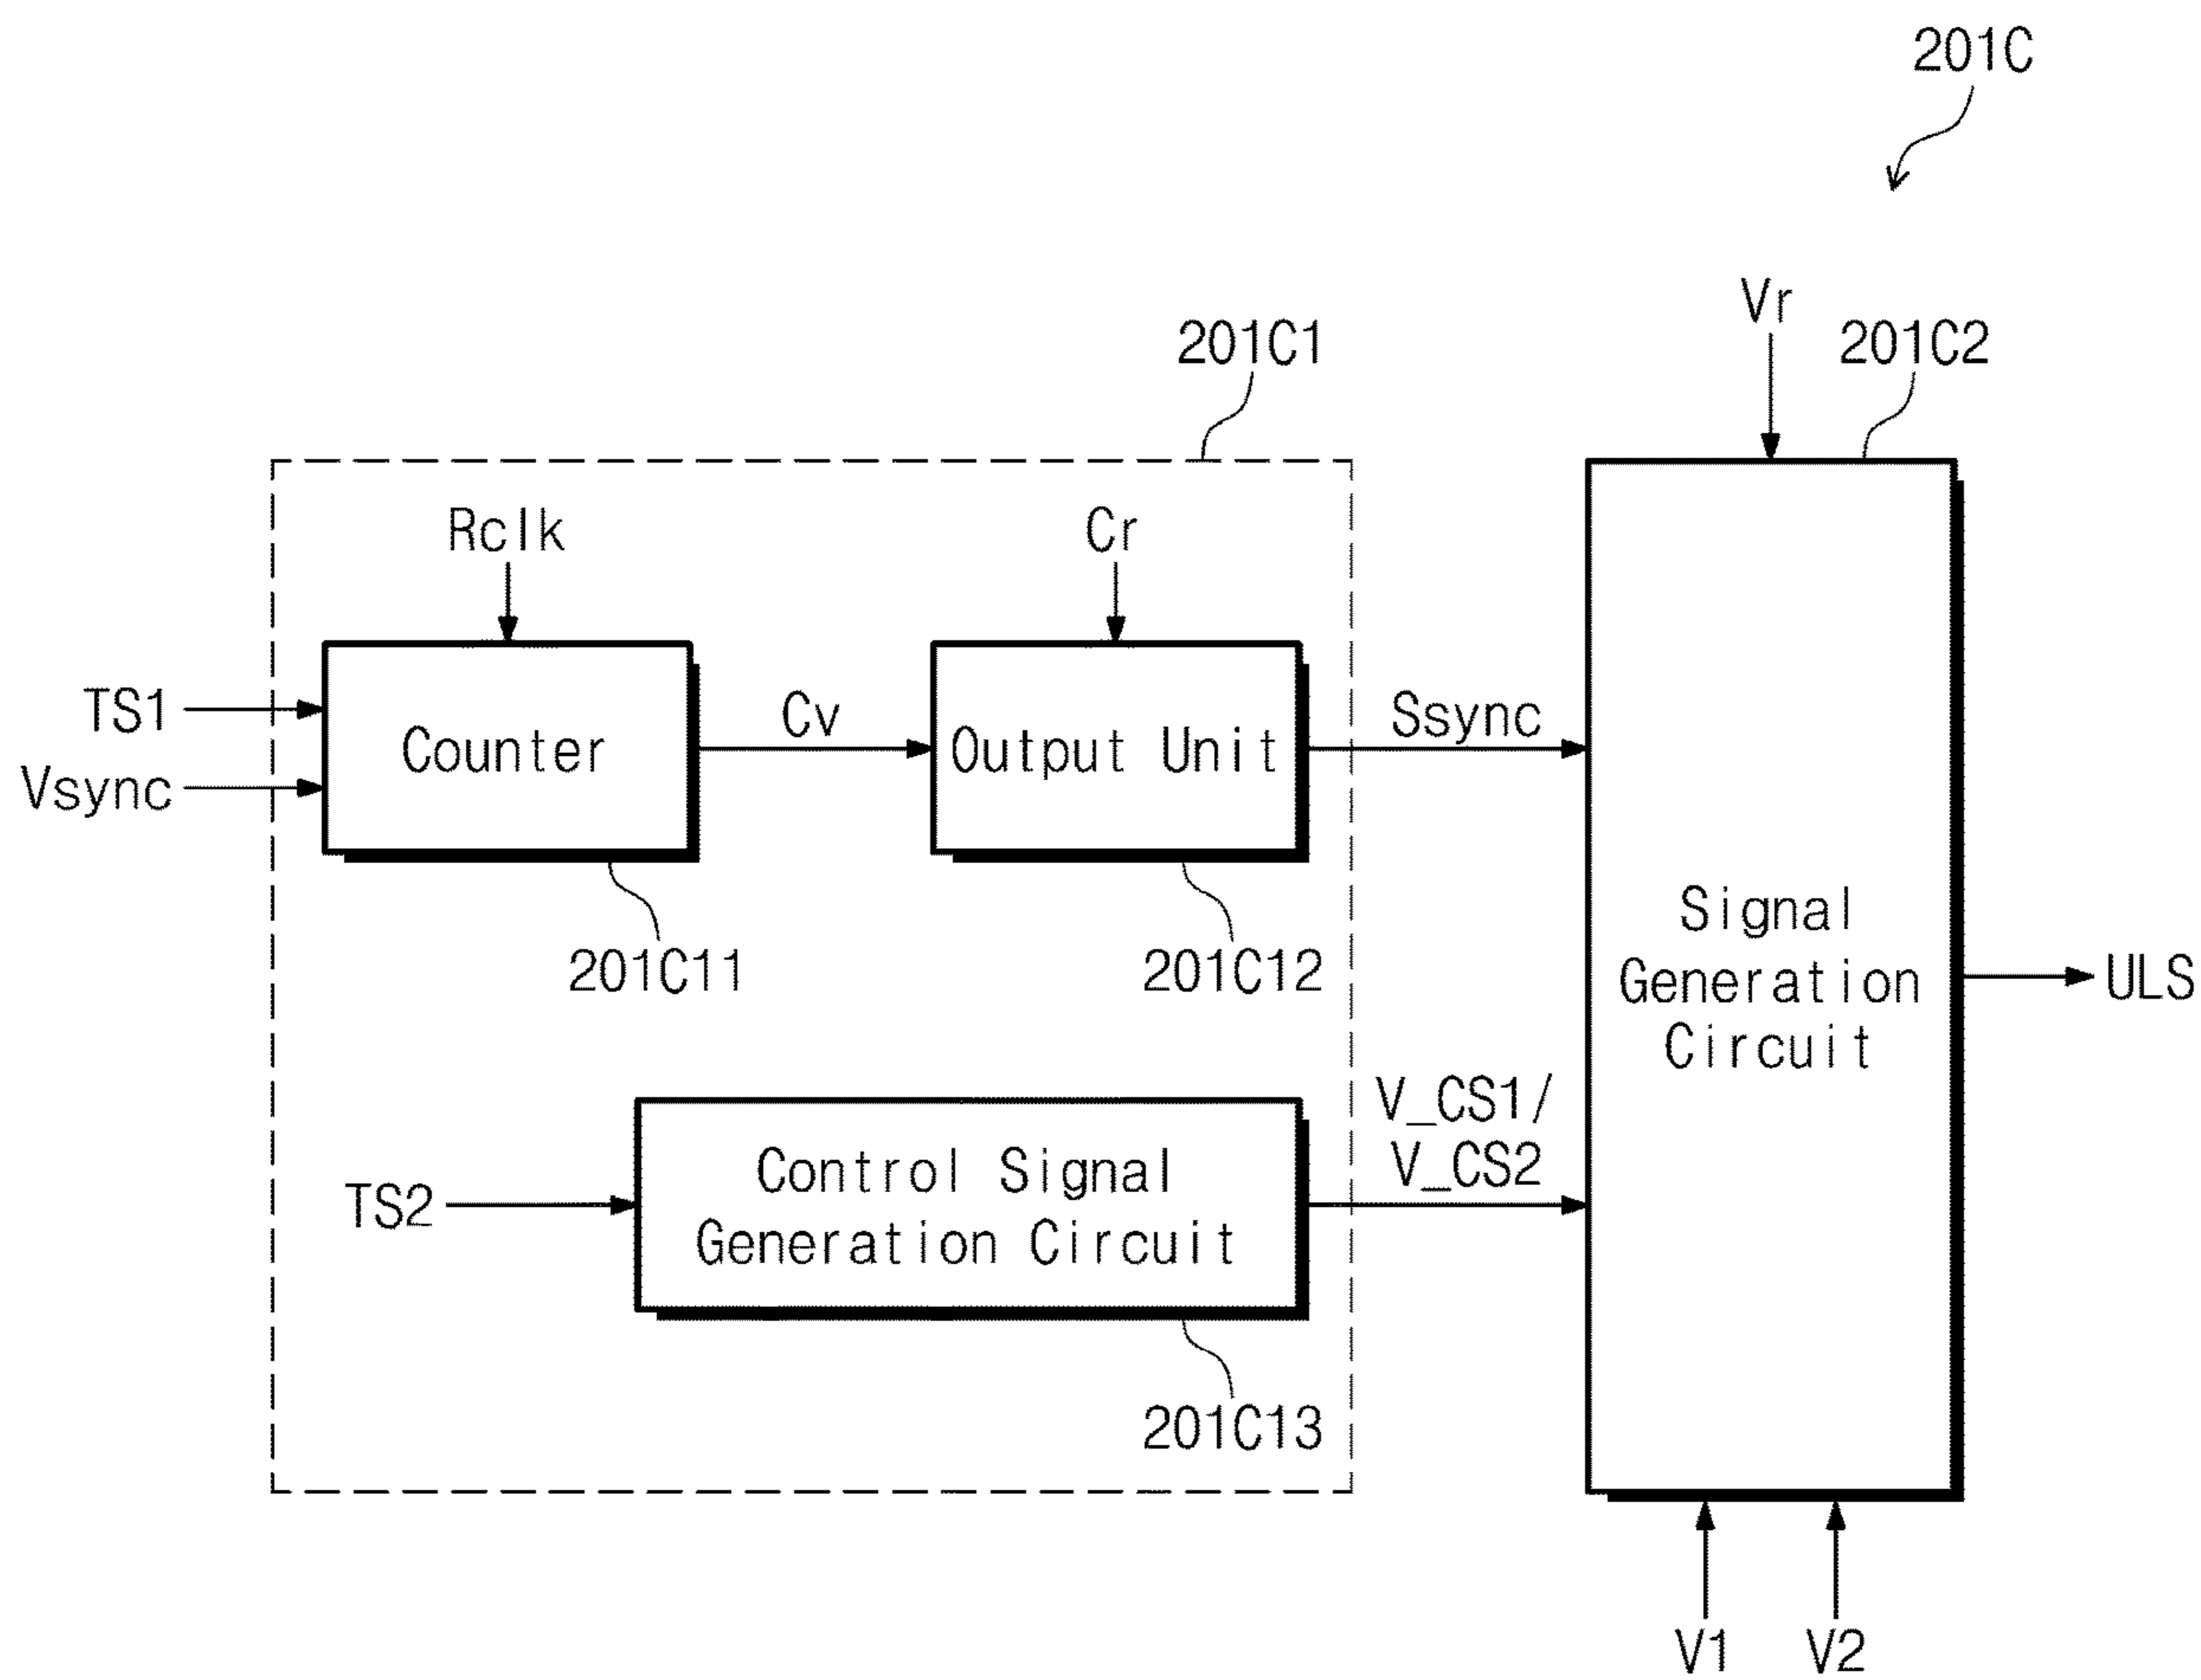 201C
Vr
201C1
201C2
Rclk
Cr
TS1
Vsync
Counter
Cv
Output Unit
Ssync
201C11
201C12
Signal
Generation
Circuit
ULS
TS2
Control Signal
Generation Circuit
V_CS1/
V_CS2
201C13
V1
V2